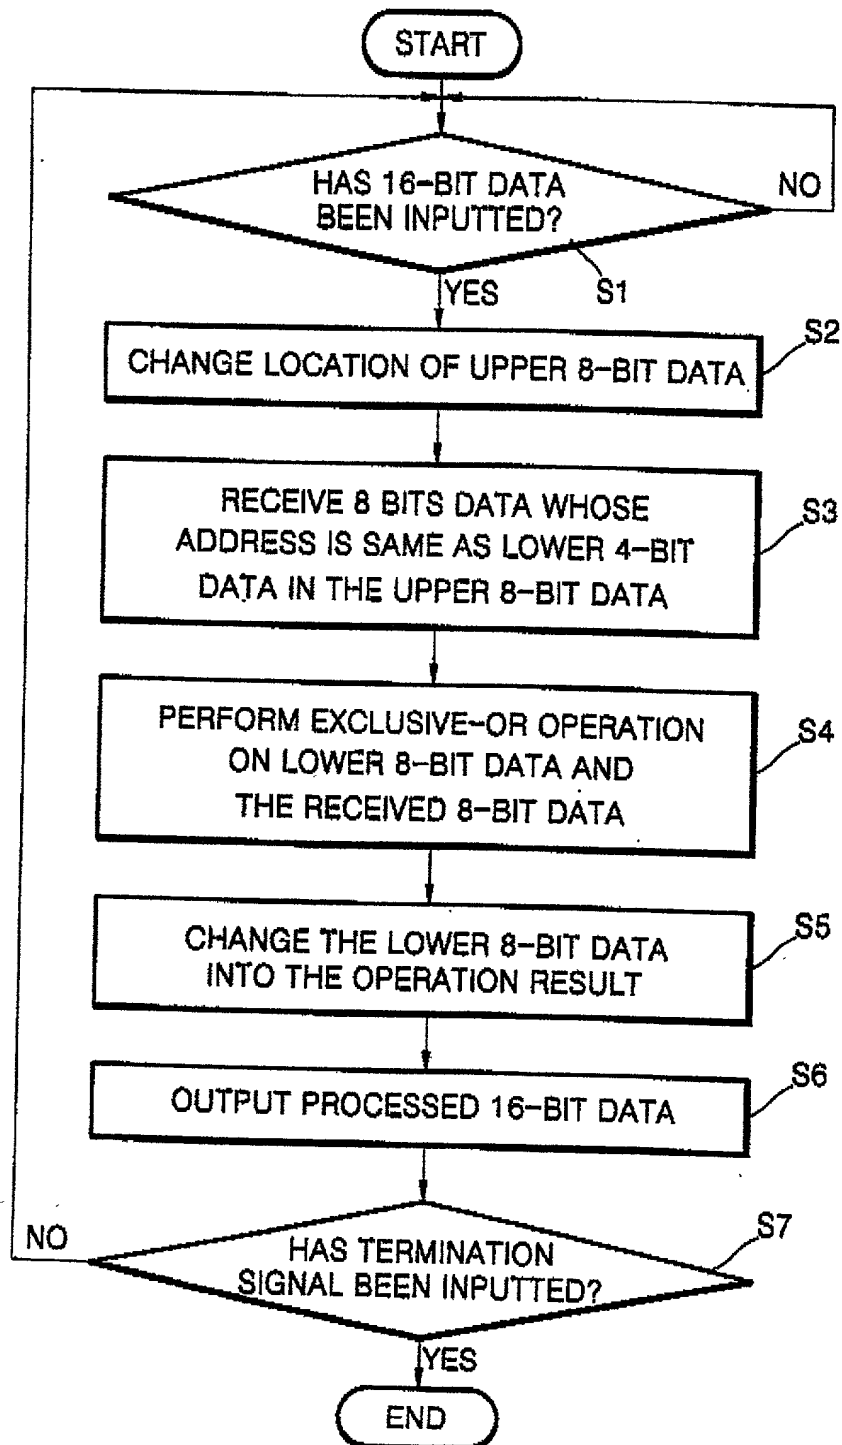 START
HAS 16-BIT DATA
BEEN INPUTTED?
NO
S1
YES
S2
CHANGE LOCATION OF UPPER 8-BIT DATA
RECEIVE 8 BITS DATA WHOSE
ADDRESS IS SAME AS LOWER 4-BIT
DATA IN THE UPPER 8-BIT DATA
S3
PERFORM EXCLUSIVE-OR OPERATION
ON LOWER 8-BIT DATA AND
THE RECEIVED 8-BIT DATA
S4
CHANGE THE LOWER 8-BIT DATA
INTO THE OPERATION RESULT
S5
OUTPUT PROCESSED 16-BIT DATA
S6
NO
HAS TERMINATION
SIGNAL BEEN INPUTTED?
S7
YES
END